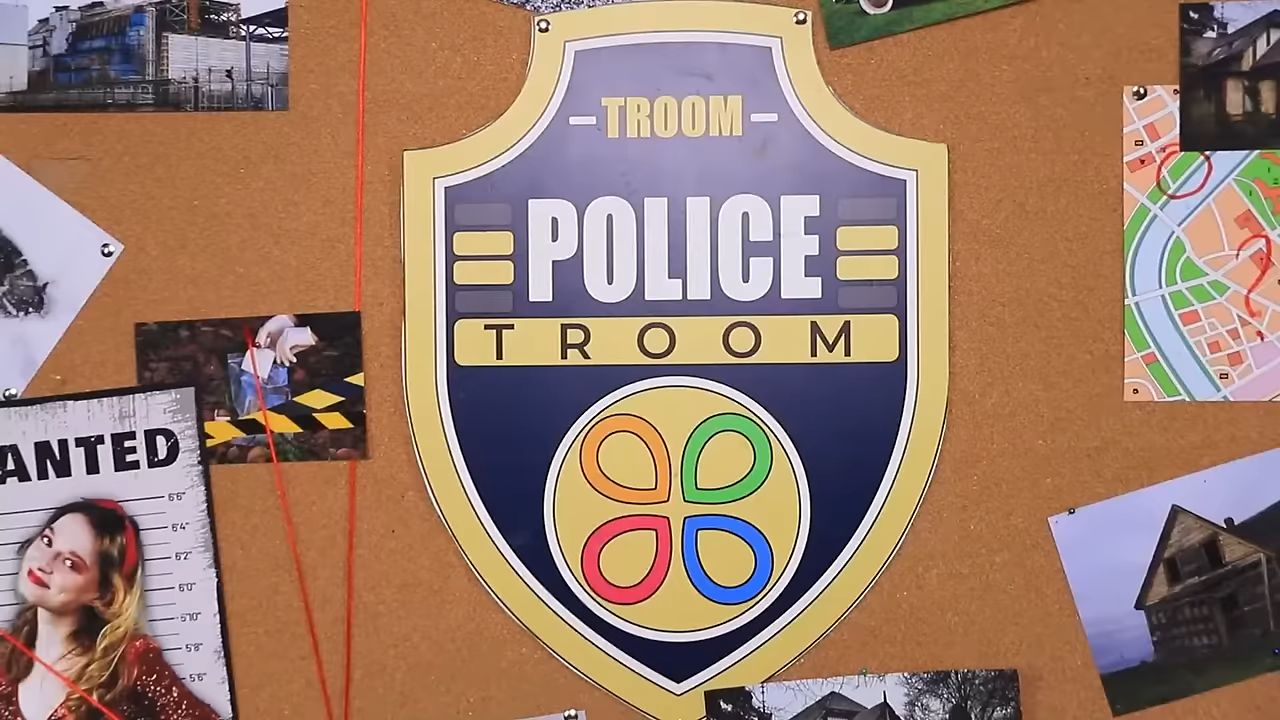 -TROOM-
POLICE
TROOM
ANTED
6'6"
6'4"
6'2"
6'0"
5'10"
5'8"
5'6"